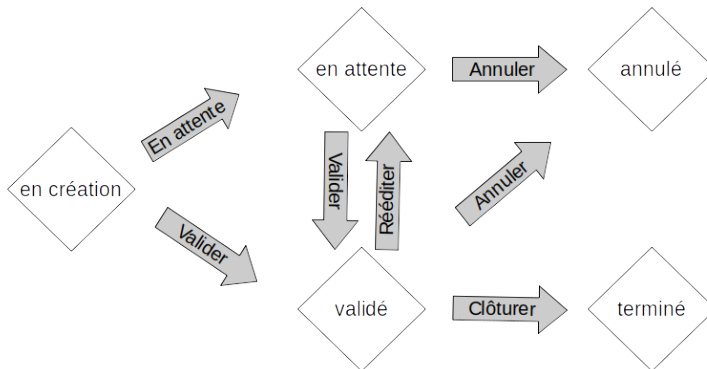 en attente
Annuler
annulé
En attente
en création
Valider
Rééditer
Annuler
Valider
validé
Clôturer
terminé